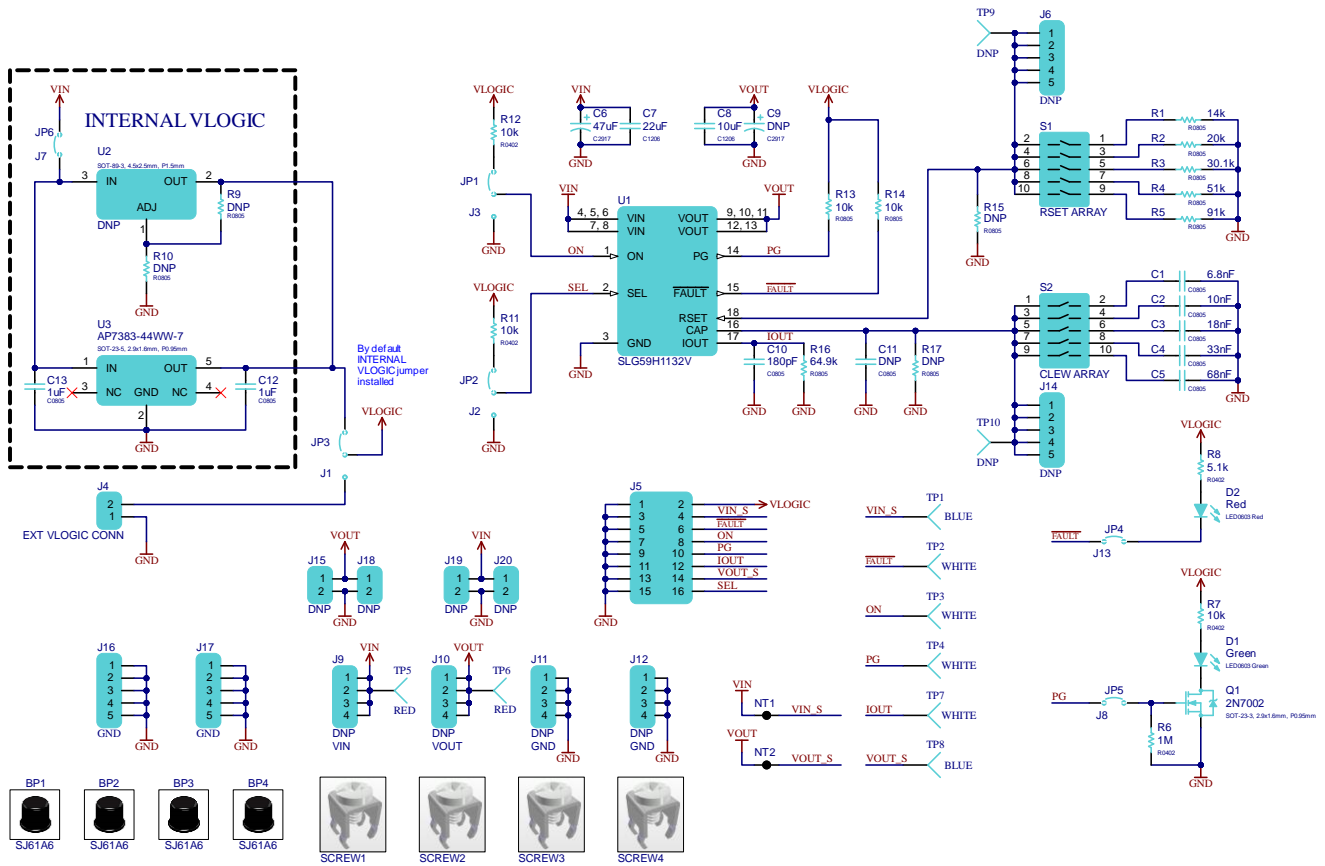 INTERNAL VLOGIC
VIN
JP6
J7
U2
SOT-89-3, 4.5x2.5mm, P1.5mm
3 IN OUT 2
ADJ
1
DNP
R9
DNP
R0805
R10
DNP
R0805
GND
U3
AP7383-44WW-7
SOT-23-5, 2.9x1.6mm, P0.95mm
1 IN OUT 5
3 NC GND NC 4
2
C13
1uF
C0805
C12
1uF
C0805
GND
By default
INTERNAL
VLOGIC jumper
installed
VLOGIC
JP3
J1
J4
2
1
EXT VLOGIC CONN
GND
VLOGIC
R12
10k
R0402
JP1
J3
GND
ON
VLOGIC
R11
10k
R0402
SEL
JP2
J2
GND
VIN
C6
47uF
C2917
C7
22uF
C1206
GND
VOUT
C8
10uF
C1206
C9
DNP
C2917
GND
VLOGIC
R13
10k
R0805
R14
10k
R0805
VIN
U1
VOUT
4, 5, 6 VIN VOUT 9, 10, 11
7, 8 VIN VOUT 12, 13
1 ON PG 14 PG
2 SEL FAULT 15 FAULT
RSET 18
CAP 16
3 GND IOUT 17 IOUT
SLG59H1132V
GND
C10
180pF
C0805
R16
64.9k
R0805
C11
DNP
C0805
R17
DNP
R0805
GND
GND
GND
GND
TP9
DNP
J6
1
2
3
4
5
DNP
S1
2 1
4 3
6 5
8 7
10 9
RSET ARRAY
R1 14k
R0805
R2 20k
R0805
R3 30.1k
R0805
R4 51k
R0805
R5 91k
R0805
GND
R15
DNP
R0805
GND
S2
1 2
3 4
5 6
7 8
9 10
CLEW ARRAY
C1 6.8nF
C0805
C2 10nF
C0805
C3 18nF
C0805
C4 33nF
C0805
C5 68nF
C0805
GND
J14
1
2
3
4
5
DNP
TP10
DNP
VLOGIC
R8
5.1k
R0402
D2
Red
LED0603 Red
FAULT
JP4
J13
VLOGIC
R7
10k
R0402
D1
Green
LED0603 Green
PG
JP5
J8
Q1
2N7002
SOT-23-3, 2.9x1.6mm, P0.95mm
R6
1M
R0402
GND
J5
1 2 VLOGIC
3 4 VIN_S
5 6 FAULT
7 8 ON
9 10 PG
11 12 IOUT
13 14 VOUT_S
15 16 SEL
GND
VIN_S TP1 BLUE
FAULT TP2 WHITE
ON TP3 WHITE
PG TP4 WHITE
IOUT TP7 WHITE
VOUT_S TP8 BLUE
VIN
NT1
VIN_S
VOUT
NT2
VOUT_S
VOUT
J15 J18
1 1
2 2
DNP DNP
GND
VIN
J19 J20
1 1
2 2
DNP DNP
GND
J16
1
2
3
4
5
GND GND
J17
1
2
3
4
5
GND GND
J9
VIN
1
2
3
4
DNP
VIN
TP5
RED
J10
VOUT
1
2
3
4
DNP
VOUT
TP6
RED
J11
1
2
3
4
DNP
GND
GND
J12
1
2
3
4
DNP
GND
GND
BP1 BP2 BP3 BP4
SJ61A6 SJ61A6 SJ61A6 SJ61A6
SCREW1 SCREW2 SCREW3 SCREW4